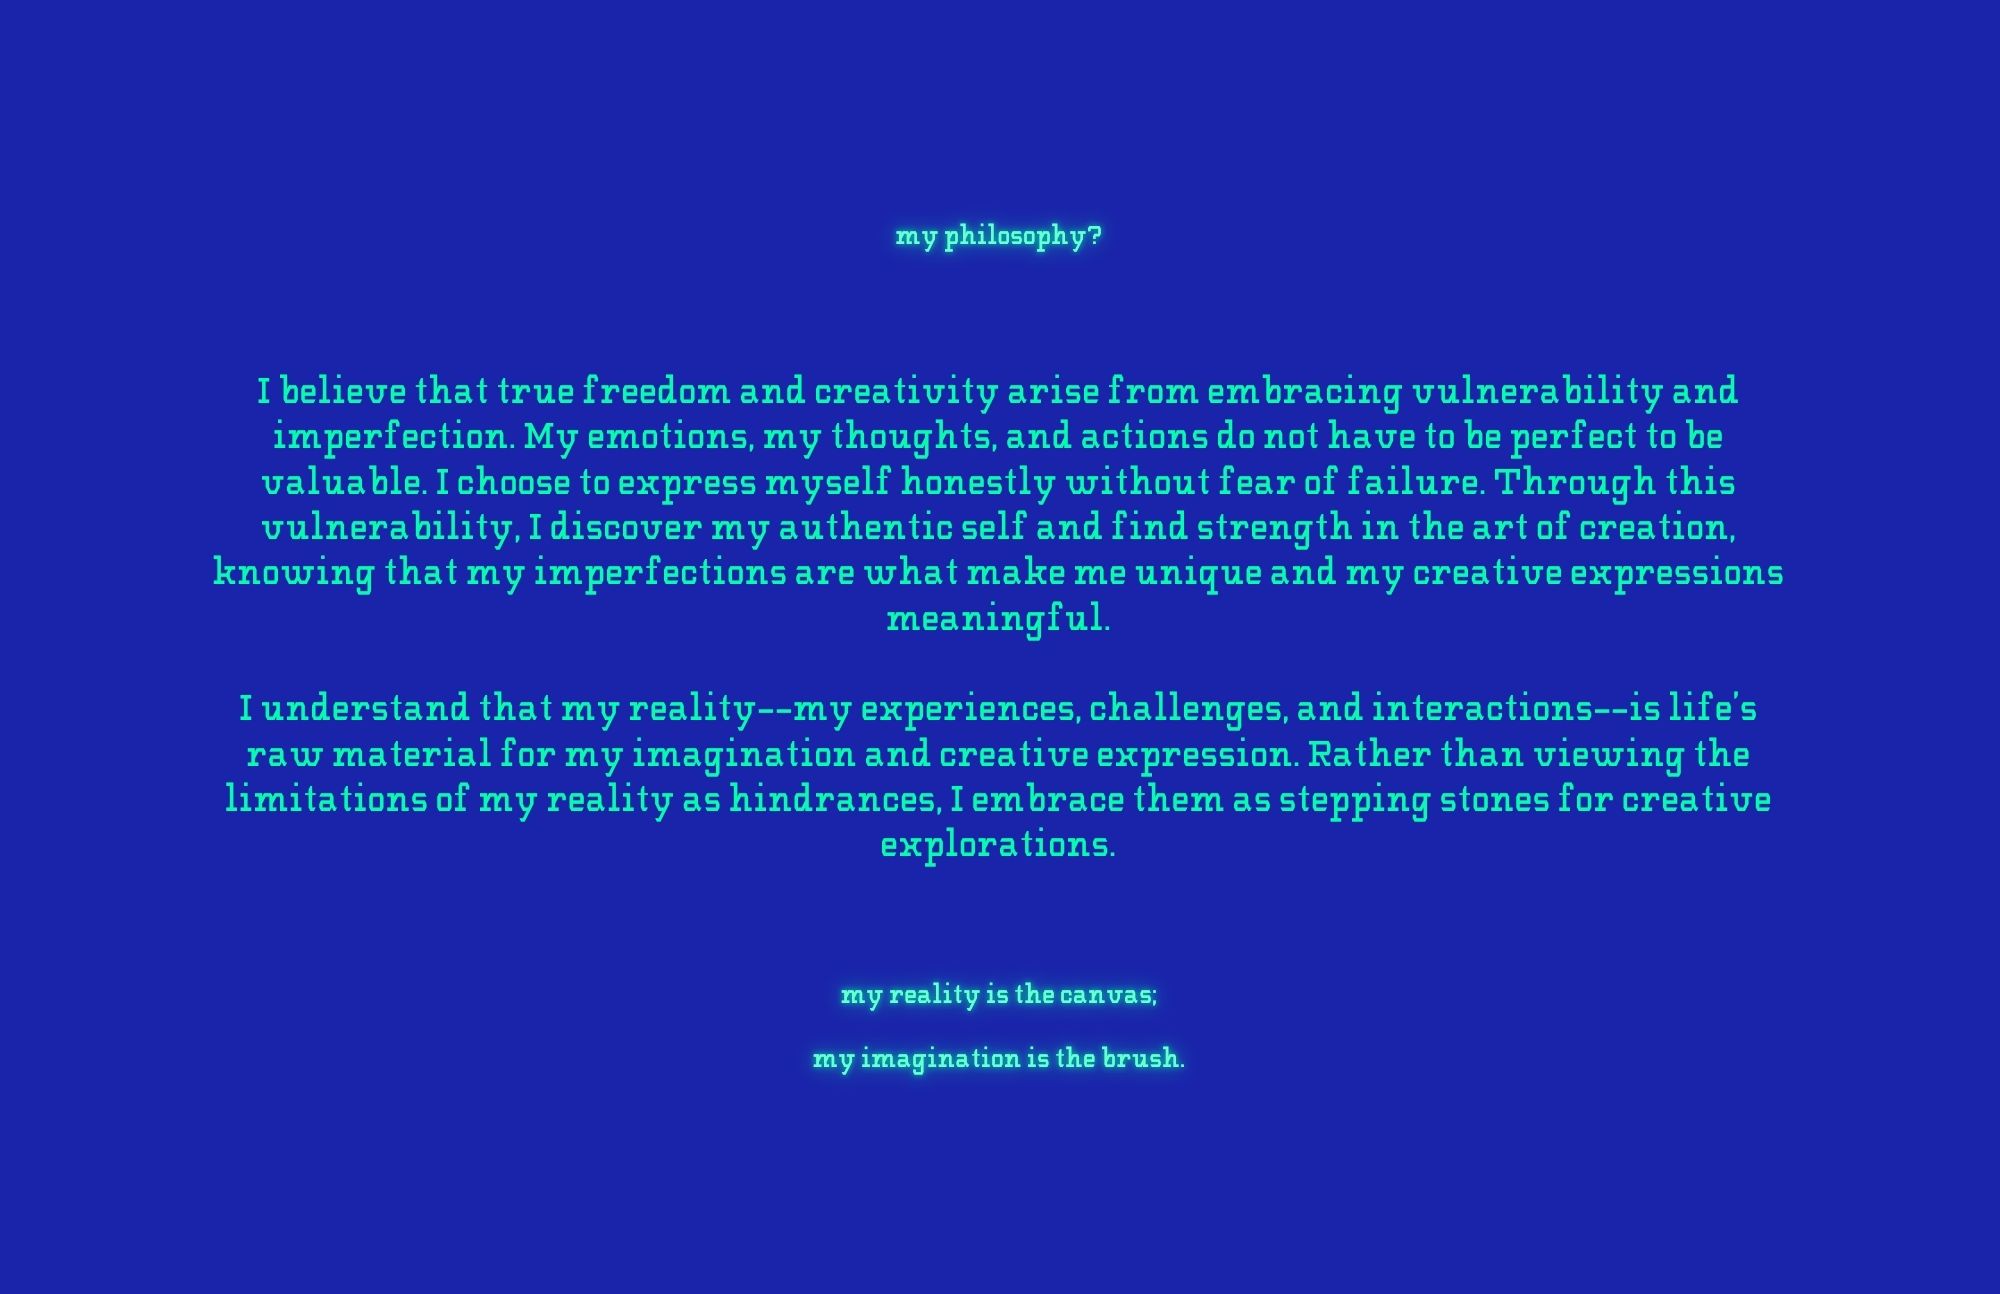 my philosophy?
I believe that true freedom and creativity arise from embracing vulnerability and
imperfection. My emotions, my thoughts, and actions do not have to be perfect to be
valuable. I choose to express myself honestly without fear of failure. Through this
vulnerability, I discover my authentic self and find strength in the art of creation,
knowing that my imperfections are what make me unique and my creative expressions
meaningful.
I understand that my reality--my experiences, challenges, and interactions--is life's
raw material for my imagination and creative expression. Rather than viewing the
limitations of my reality as hindrances, I embrace them as stepping stones for creative
explorations.
my reality is the canvas;
my imagination is the brush.